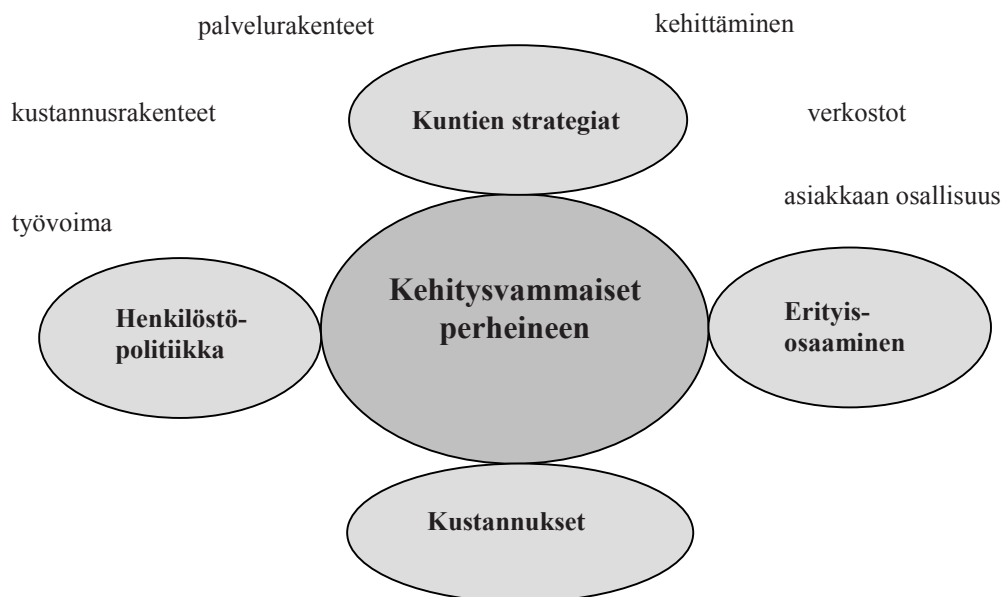 palvelurakenteet
kehittäminen
kustannusrakenteet
Kuntien strategiat
verkostot
asiakkaan osallisuus
työvoima
Kehitysvammaiset
perheineen
Henkilöstö-
politiikka
Erityis-
osaaminen
Kustannukset